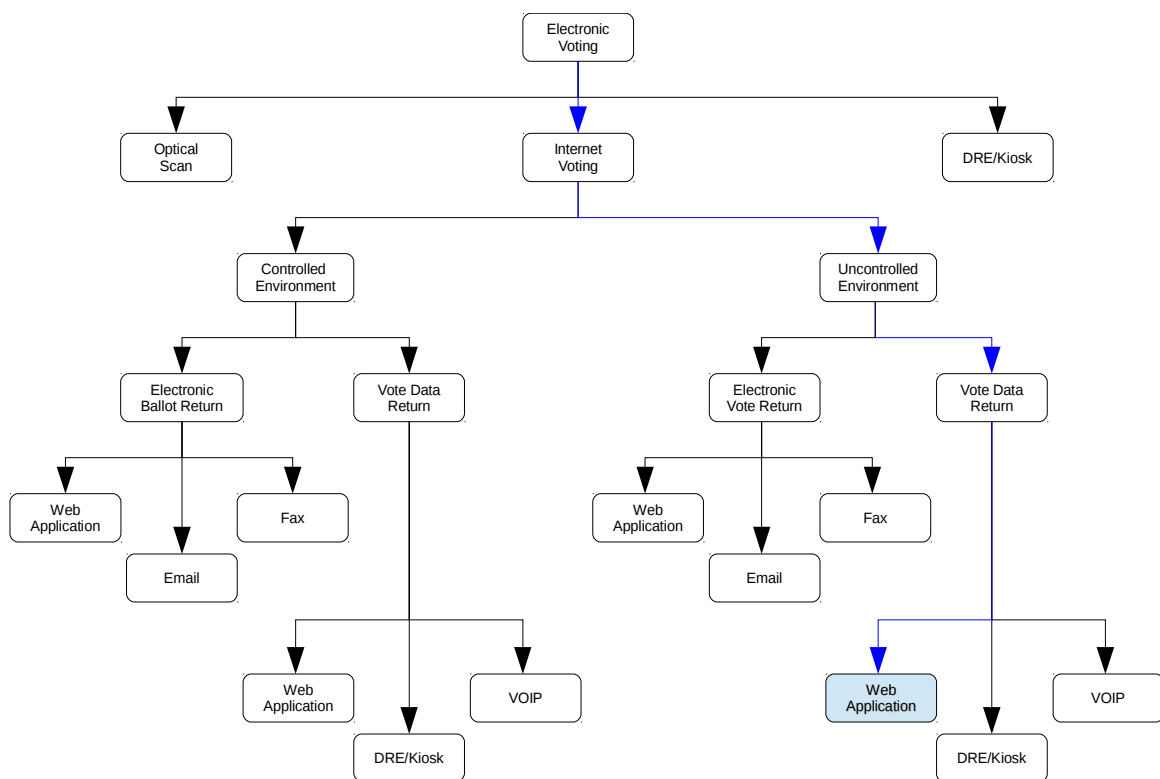 Electronic
Voting
Optical
Scan
Internet
Voting
DRE/Kiosk
Controlled
Environment
Uncontrolled
Environment
Electronic
Ballot Return
Vote Data
Return
Electronic
Vote Return
Vote Data
Return
Web
Application
Fax
Web
Application
Fax
Email
Email
Web
Application
VOIP
Web
Application
VOIP
DRE/Kiosk
DRE/Kiosk